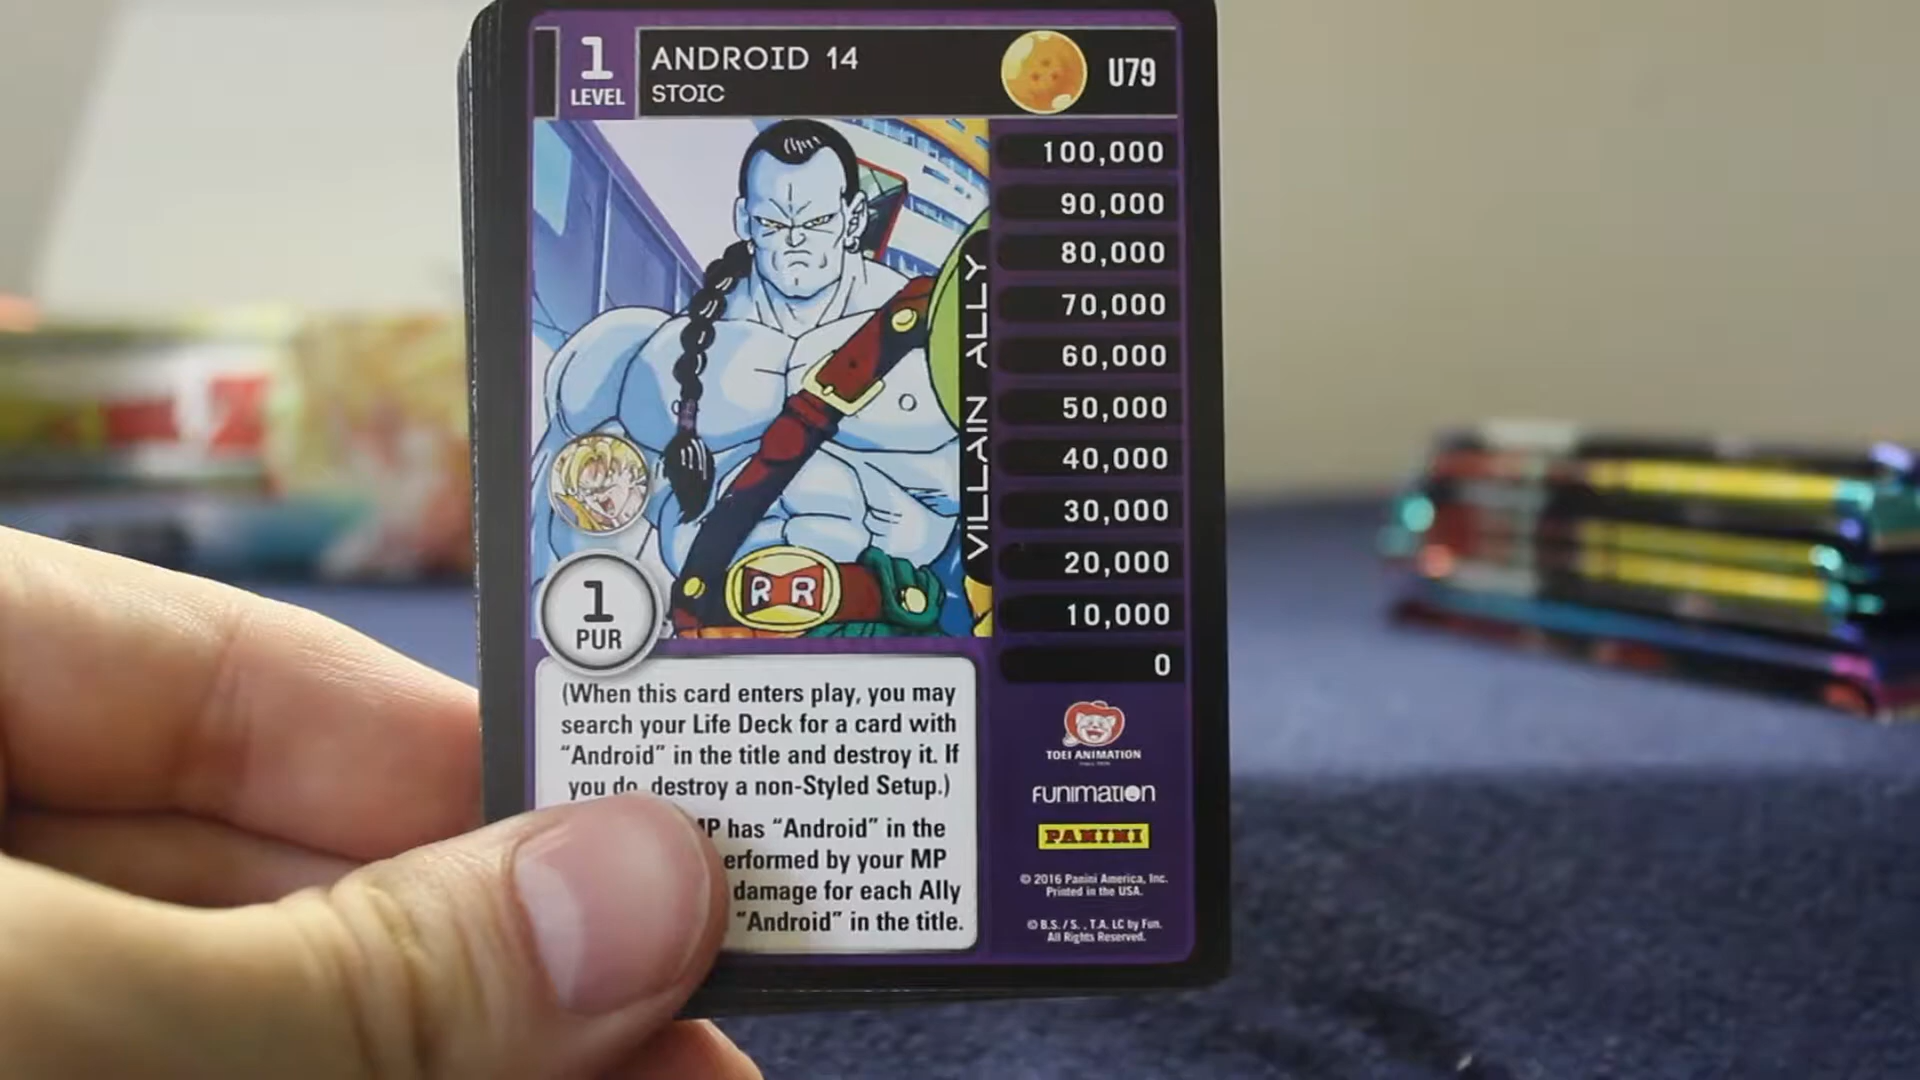 1
LEVEL
ANDROID 14
STOIC
U79
100,000
90,000
80,000
70,000
60,000
50,000
40,000
30,000
20,000
10,000
0
VILLAIN ALLY
RR
1
PUR
(When this card enters play, you may
search your Life Deck for a card with
"Android" in the title and destroy it. If
you do, destroy a non-Styled Setup.)
MP has "Android" in the
performed by your MP
damage for each Ally
"Android" in the title.
TOEI ANIMATION
FUNIMATION
PANINI
© 2016 Panini America, Inc.
Printed in the USA.
© B.S./S., T.A. LC by Fun.
All Rights Reserved.
Z